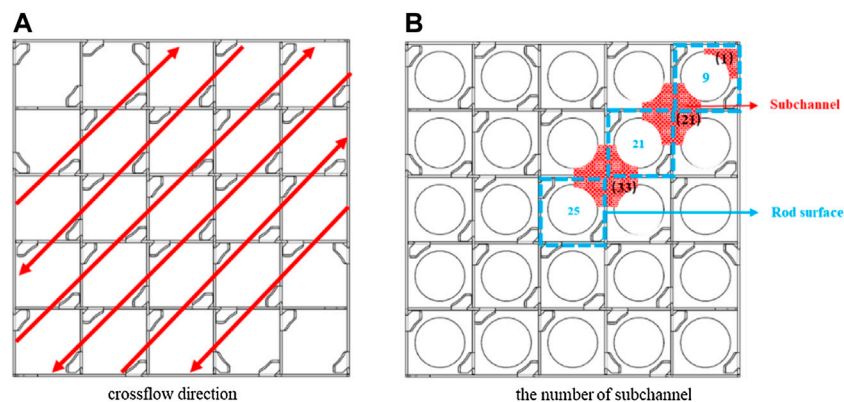 A
B
(1)
9
Subchannel
(21)
21
(33)
25
Rod surface
crossflow direction
the number of subchannel